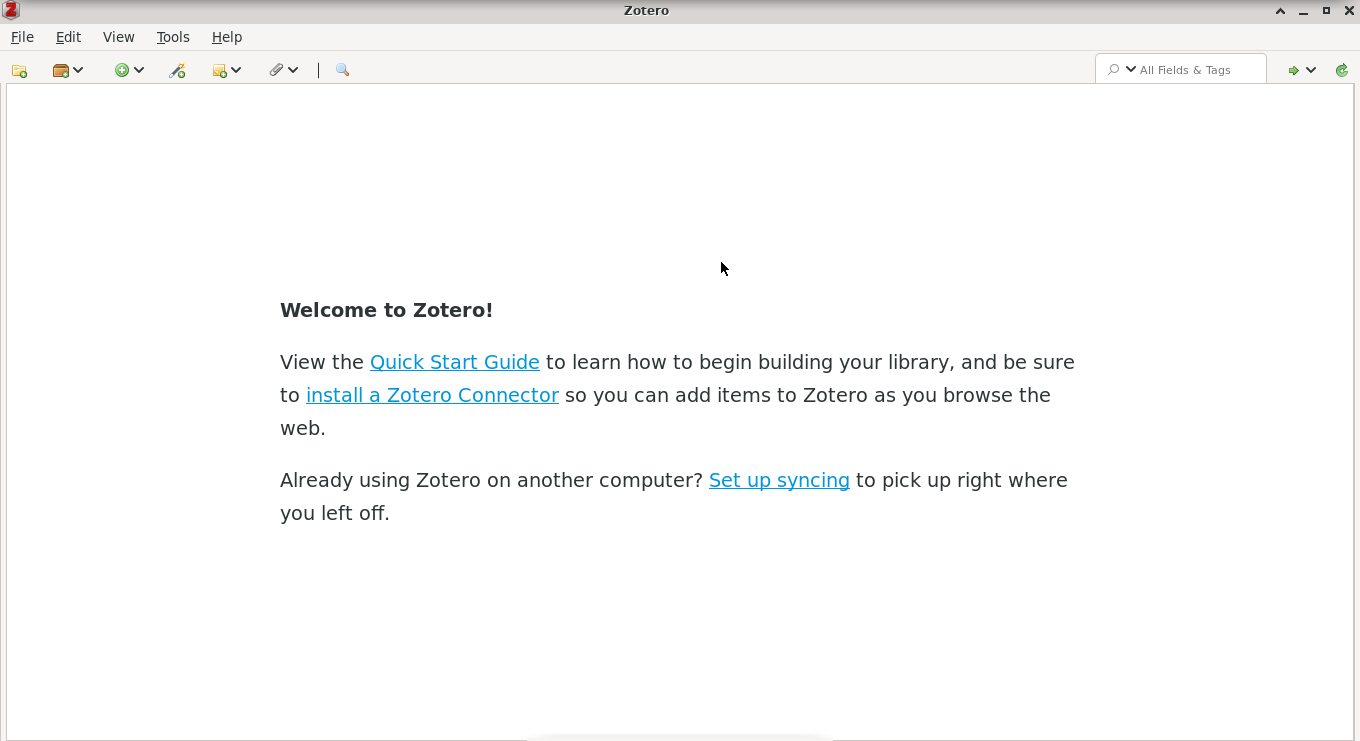 Zotero
File Edit View Tools Help
All Fields & Tags
Welcome to Zotero!
View the Quick Start Guide to learn how to begin building your library, and be sure
to install a Zotero Connector so you can add items to Zotero as you browse the
web.
Already using Zotero on another computer? Set up syncing to pick up right where
you left off.